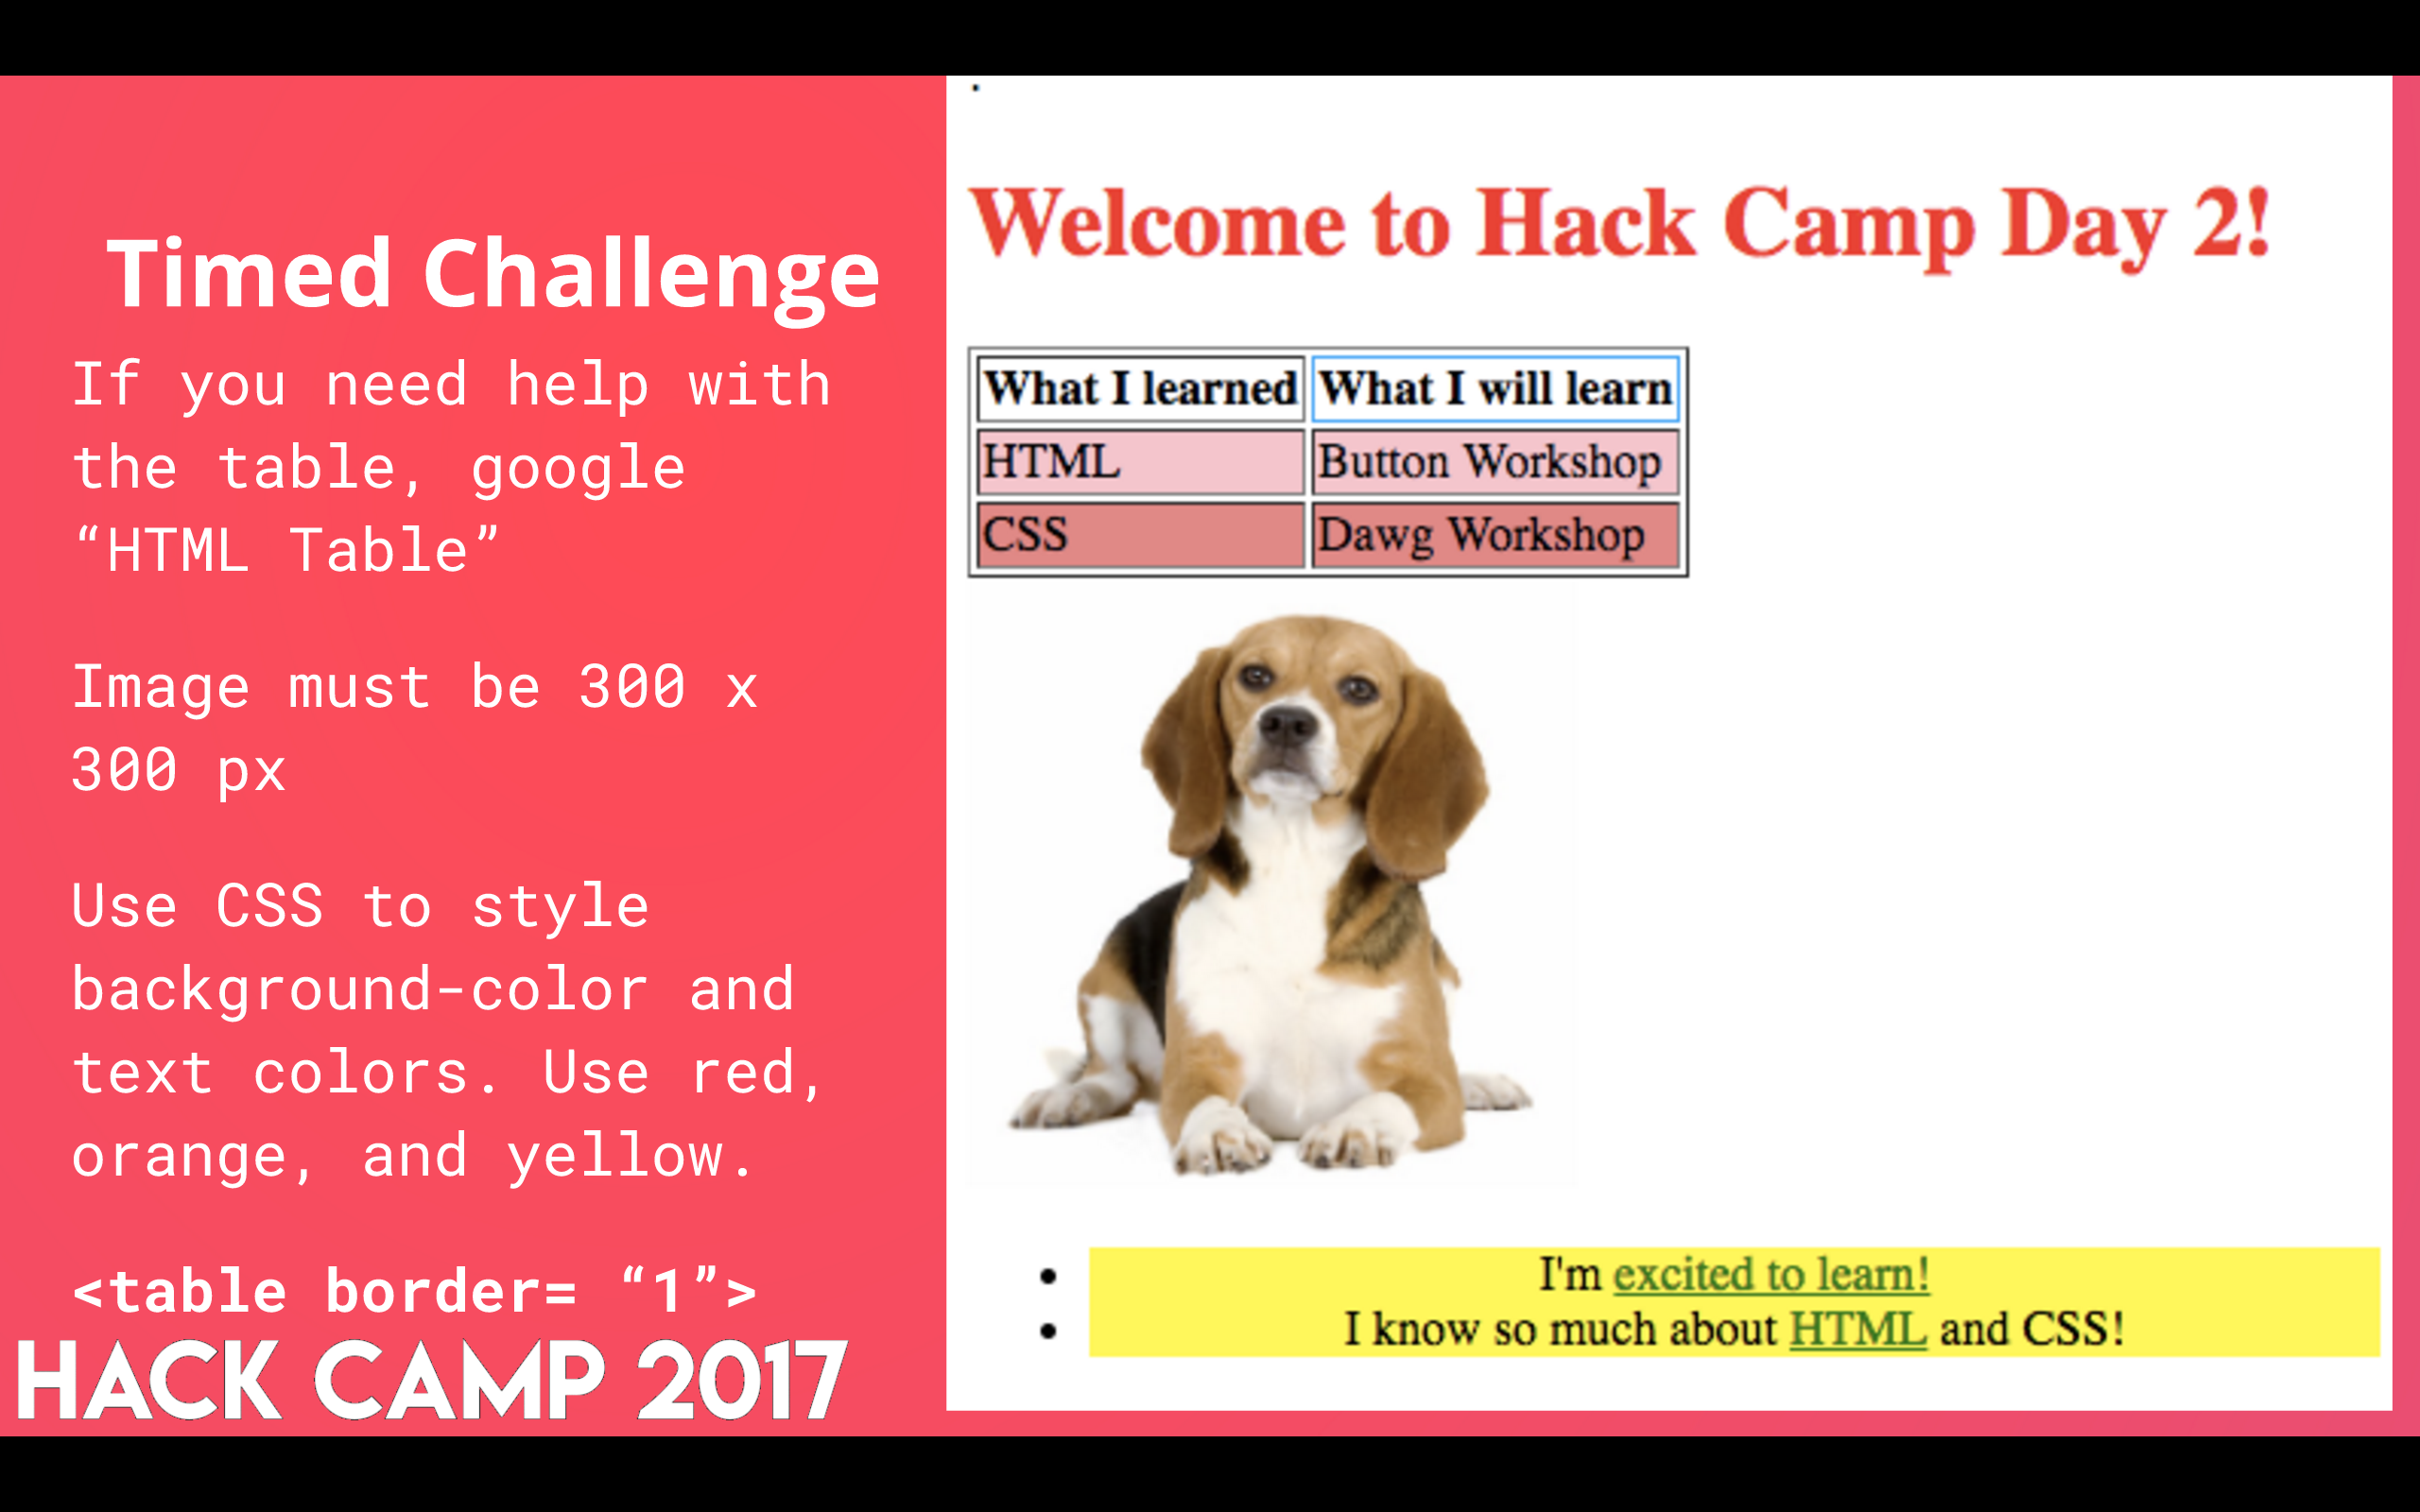 Timed Challenge
If you need help with
the table, google
“HTML Table”
Image must be 300 x
300 px
Use CSS to style
background-color and
text colors. Use red,
orange, and yellow.
<table border= “1”>
HACK CAMP 2017
Welcome to Hack Camp Day 2!
What I learned What I will learn
HTML Button Workshop
CSS Dawg Workshop
• I'm excited to learn!
• I know so much about HTML and CSS!